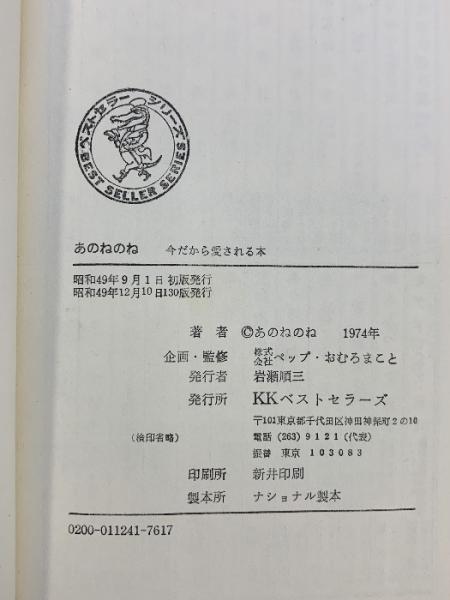 ベストセラーシリーズ
BEST SELLER SERIES
あのねのね 今だから愛される本
昭和49年9月1日 初版発行
昭和49年12月10日130版発行
著者 ©あのねのね 1974年
企画・監修 株式会社ペップ・おむろまこと
発行者 岩瀬順三
発行所 KKベストセラーズ
〒101東京都千代田区神田神保町2の10
(検印省略) 電話 (263) 9121 (代表)
振替 東京 103083
印刷所 新井印刷
製本所 ナショナル製本
0200-011241-7617